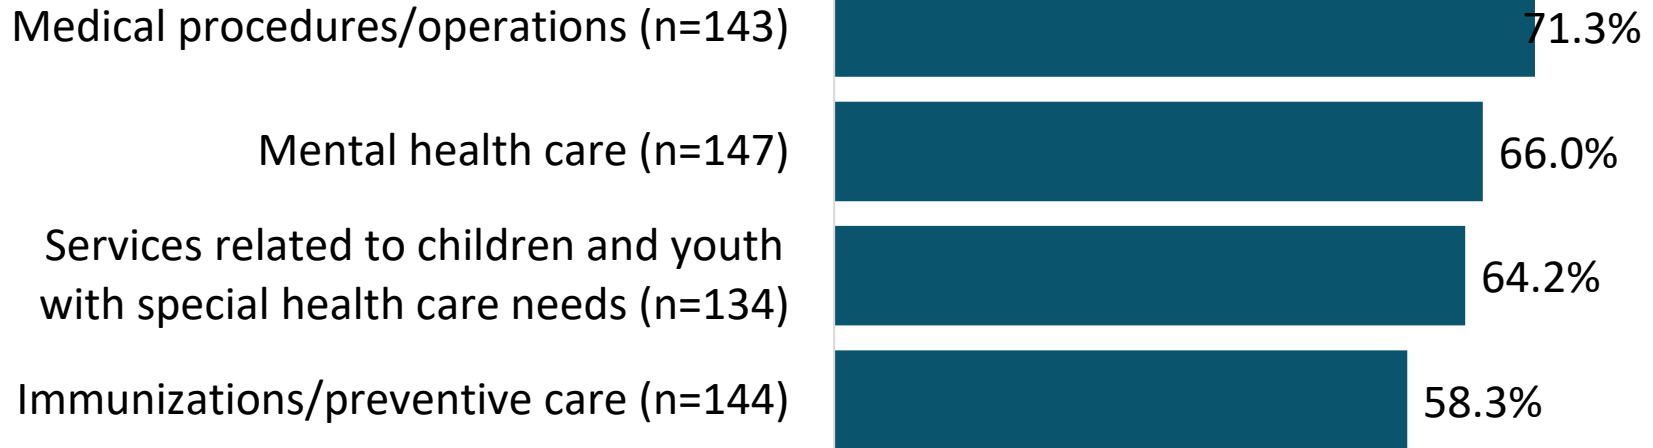 Medical procedures/operations (n=143) 71.3%
Mental health care (n=147) 66.0%
Services related to children and youth
with special health care needs (n=134) 64.2%
Immunizations/preventive care (n=144) 58.3%